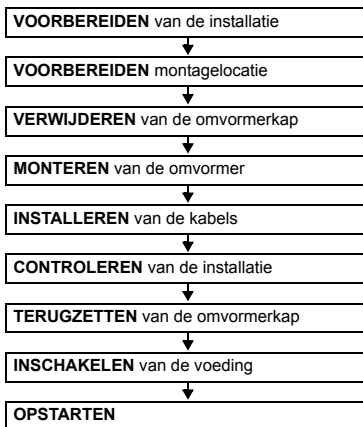 VOORBEREIDEN van de installatie
VOORBEREIDEN montagelocatie
VERWIJDEREN van de omvormerkap
MONTEREN van de omvormer
INSTALLEREN van de kabels
CONTROLEREN van de installatie
TERUGZETTEN van de omvormerkap
INSCHAKELEN van de voeding
OPSTARTEN